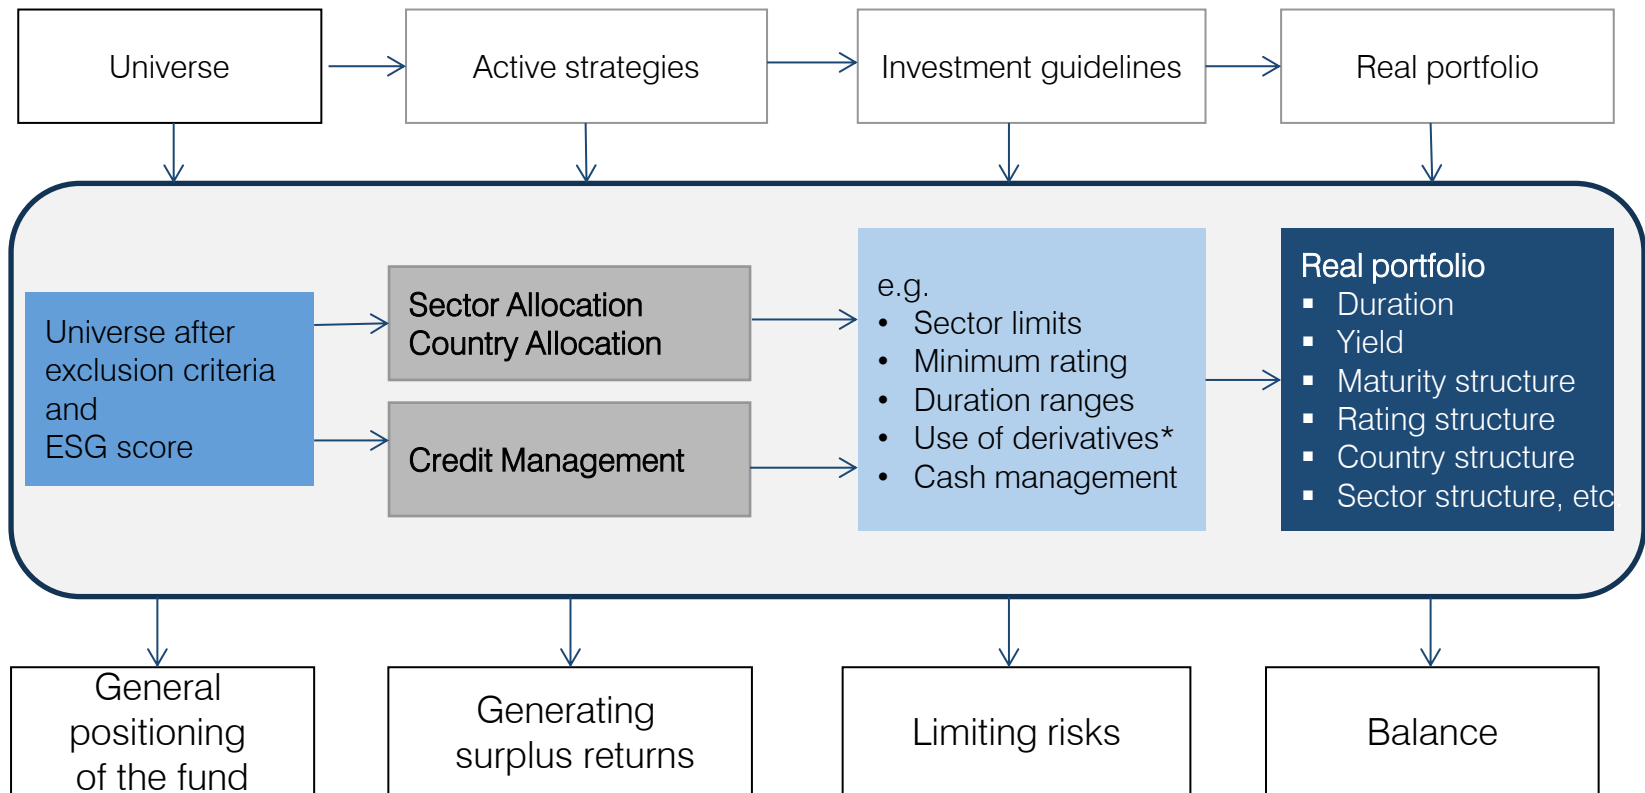 Universe
Active strategies
Investment guidelines
Real portfolio
Universe after
exclusion criteria
and
ESG score
Sector Allocation
Country Allocation
Credit Management
e.g.
• Sector limits
• Minimum rating
• Duration ranges
• Use of derivatives*
• Cash management
Real portfolio
▪ Duration
▪ Yield
▪ Maturity structure
▪ Rating structure
▪ Country structure
▪ Sector structure, etc.
General
positioning
of the fund
Generating
surplus returns
Limiting risks
Balance